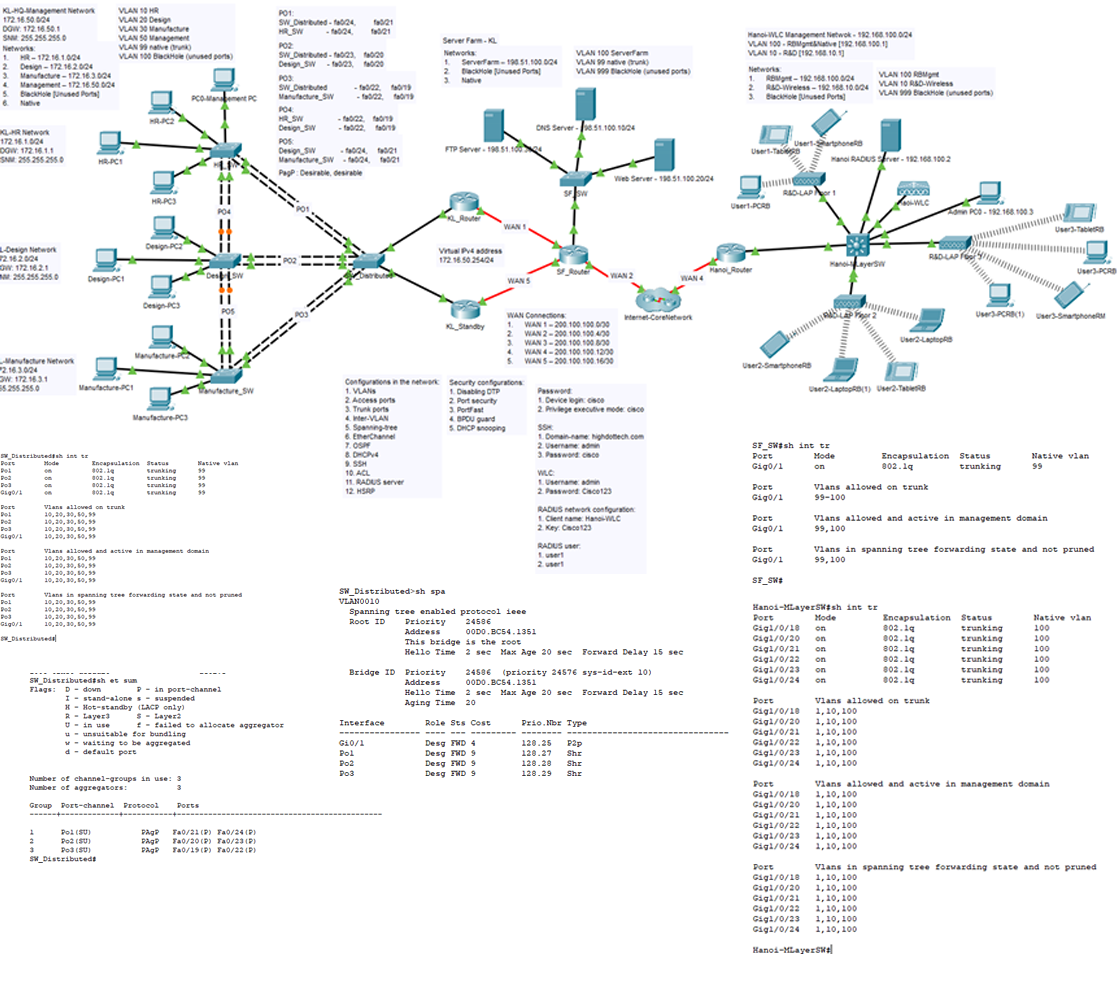 KL-HQ-Management Network
172.16.50.0/24
DGW: 172.16.50.1
SNM: 255.255.255.0
Networks:
1. HR – 172.16.1.0/24
2. Design – 172.16.2.0/24
3. Manufacture – 172.16.3.0/24
4. Management – 172.16.50.0/24
5. BlackHole [Unused Ports]
6. Native
VLAN 10 HR
VLAN 20 Design
VLAN 30 Manufacture
VLAN 50 Management
VLAN 99 native (trunk)
VLAN 100 BlackHole (unused ports)
PO1:
SW_Distributed - fa0/24, fa0/21
HR_SW - fa0/24, fa0/21
PO2:
SW_Distributed - fa0/23, fa0/20
Design_SW - fa0/23, fa0/20
PO3:
SW_Distributed - fa0/22, fa0/19
Manufacture_SW - fa0/22, fa0/19
PO4:
HR_SW - fa0/22, fa0/19
Design_SW - fa0/22, fa0/19
PO5:
Design_SW - fa0/24, fa0/21
Manufacture_SW - fa0/24, fa0/21
PagP : Desirable, desirable
Server Farm - KL
Networks:
1. ServerFarm – 198.51.100.0/24
2. BlackHole [Unused Ports]
3. Native
VLAN 100 ServerFarm
VLAN 99 native (trunk)
VLAN 999 BlackHole (unused ports)
Hanoi-WLC Management Network - 192.168.100.0/24
VLAN 100 - RBMgmt&Native [192.168.100.1]
VLAN 10 - R&D [192.168.10.1]
Networks:
1. RBMgmt – 192.168.100.0/24
2. R&D-Wireless – 192.168.10.0/24
3. BlackHole [Unused Ports]
VLAN 100 RBMgmt
VLAN 10 R&D-Wireless
VLAN 999 BlackHole (unused ports)
KL-HR Network
172.16.1.0/24
DGW: 172.16.1.1
SNM: 255.255.255.0
L-Design Network
72.16.2.0/24
GW: 172.16.2.1
NM: 255.255.255.0
L-Manufacture Network
72.16.3.0/24
GW: 172.16.3.1
PC0-Management PC
HR-PC2
HR-PC1
HR-PC3
HR_SW
PO4
PO1
Design-PC2
Design-PC1
Design-PC3
Design_SW
PO2
PO5
PO3
Manufacture-PC2
Manufacture-PC1
Manufacture-PC3
Manufacture_SW
KL_Router
WAN 1
Virtual IPv4 address
172.16.50.254/24
WAN 5
KL_Standby
SF_Router
SF_SW
FTP Server - 198.51.100.30/24
DNS Server - 198.51.100.10/24
Web Server - 198.51.100.20/24
WAN 2
WAN 4
Internet-CoreNetwork
Hanoi_Router
WAN Connections:
1. WAN 1 – 200.100.100.0/30
2. WAN 2 – 200.100.100.4/30
3. WAN 3 – 200.100.100.8/30
4. WAN 4 – 200.100.100.12/30
5. WAN 5 – 200.100.100.16/30
User1-TabletRB
User1-SmartphoneRB
User1-PCRB
R&D-LAP Floor 1
Hanoi RADIUS Server - 192.168.100.2
Admin PC0 - 192.168.100.3
Hanoi-MLayerSW
User3-TabletRB
User3-PCRB
User3-PCRB(1)
User3-SmartphoneRM
User2-SmartphoneRB
User2-LaptopRB
User2-LaptopRB(1)
User2-TabletRB
Configurations in the network:
1. VLANs
2. Access ports
3. Trunk ports
4. Inter-VLAN
5. Spanning-tree
6. EtherChannel
7. OSPF
8. DHCPv4
9. SSH
10. ACL
11. RADIUS server
12. HSRP
Security configurations:
1. Disabling DTP
2. Port security
3. PortFast
4. BPDU guard
5. DHCP snooping
Password:
1. Device login: cisco
2. Privilege executive mode: cisco
SSH:
1. Domain-name: highdottech.com
2. Username: admin
3. Password: cisco
WLC:
1. Username: admin
2. Password: Cisco123
RADIUS network configuration:
1. Client name: Hanoi-WLC
2. Key: Cisco123
RADIUS user:
1. user1
2. user1
SW_Distributed#sh int tr
Port Mode Encapsulation Status Native vlan
Po1 on 802.1q trunking 99
Po2 on 802.1q trunking 99
Po3 on 802.1q trunking 99
Gig0/1 on 802.1q trunking 99
Port Vlans allowed on trunk
Po1 10,20,30,50,99
Po2 10,20,30,50,99
Po3 10,20,30,50,99
Gig0/1 10,20,30,50,99
Port Vlans allowed and active in management domain
Po1 10,20,30,50,99
Po2 10,20,30,50,99
Po3 10,20,30,50,99
Gig0/1 10,20,30,50,99
Port Vlans in spanning tree forwarding state and not pruned
Po1 10,20,30,50,99
Po2 10,20,30,50,99
Po3 10,20,30,50,99
Gig0/1 10,20,30,50,99
SW_Distributed#
SW_Distributed#sh et sum
Flags: D - down P - in port-channel
I - stand-alone s - suspended
H - Hot-standby (LACP only)
R - Layer3 S - Layer2
U - in use f - failed to allocate aggregator
u - unsuitable for bundling
w - waiting to be aggregated
d - default port
Number of channel-groups in use: 3
Number of aggregators: 3
Group Port-channel Protocol Ports
1 Po1(SU) PAgP Fa0/21(P) Fa0/24(P)
2 Po2(SU) PAgP Fa0/20(P) Fa0/23(P)
3 Po3(SU) PAgP Fa0/19(P) Fa0/22(P)
SW_Distributed#
SW_Distributed>sh spa
VLAN0010
Spanning tree enabled protocol ieee
Root ID Priority 24586
Address 00D0.BC54.1351
This bridge is the root
Hello Time 2 sec Max Age 20 sec Forward Delay 15 sec
Bridge ID Priority 24586 (priority 24576 sys-id-ext 10)
Address 00D0.BC54.1351
Hello Time 2 sec Max Age 20 sec Forward Delay 15 sec
Aging Time 20
Interface Role Sts Cost Prio.Nbr Type
Gi0/1 Desg FWD 4 128.25 P2p
Po1 Desg FWD 9 128.27 Shr
Po2 Desg FWD 9 128.28 Shr
Po3 Desg FWD 9 128.29 Shr
SF_SW#sh int tr
Port Mode Encapsulation Status Native vlan
Gig0/1 on 802.1q trunking 99
Port Vlans allowed on trunk
Gig0/1 99-100
Port Vlans allowed and active in management domain
Gig0/1 99,100
Port Vlans in spanning tree forwarding state and not pruned
Gig0/1 99,100
SF_SW#
Hanoi-MLayerSW#sh int tr
Port Mode Encapsulation Status Native vlan
Gig1/0/18 on 802.1q trunking 100
Gig1/0/20 on 802.1q trunking 100
Gig1/0/21 on 802.1q trunking 100
Gig1/0/22 on 802.1q trunking 100
Gig1/0/23 on 802.1q trunking 100
Gig1/0/24 on 802.1q trunking 100
Port Vlans allowed on trunk
Gig1/0/18 1,10,100
Gig1/0/20 1,10,100
Gig1/0/21 1,10,100
Gig1/0/22 1,10,100
Gig1/0/23 1,10,100
Gig1/0/24 1,10,100
Port Vlans allowed and active in management domain
Gig1/0/18 1,10,100
Gig1/0/20 1,10,100
Gig1/0/21 1,10,100
Gig1/0/22 1,10,100
Gig1/0/23 1,10,100
Gig1/0/24 1,10,100
Port Vlans in spanning tree forwarding state and not pruned
Gig1/0/18 1,10,100
Gig1/0/20 1,10,100
Gig1/0/21 1,10,100
Gig1/0/22 1,10,100
Gig1/0/23 1,10,100
Gig1/0/24 1,10,100
Hanoi-MLayerSW#